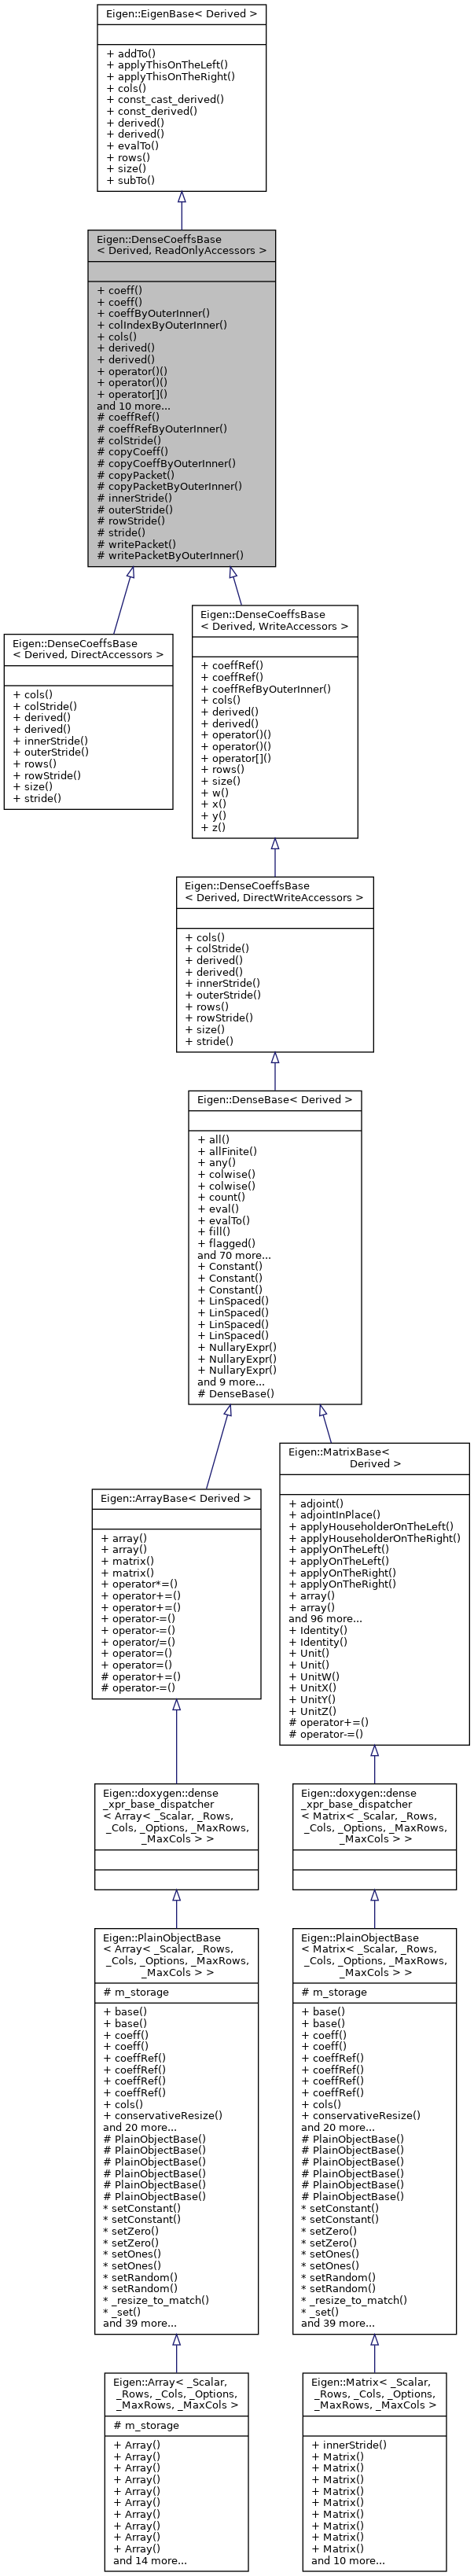 Eigen::EigenBase< Derived >
+ addTo()
+ applyThisOnTheLeft()
+ applyThisOnTheRight()
+ cols()
+ const_cast_derived()
+ const_derived()
+ derived()
+ derived()
+ evalTo()
+ rows()
+ size()
+ subTo()
Eigen::DenseCoeffsBase
< Derived, ReadOnlyAccessors >
+ coeff()
+ coeff()
+ coeffByOuterInner()
+ colIndexByOuterInner()
+ cols()
+ derived()
+ derived()
+ operator()()
+ operator()()
+ operator[]()
and 10 more...
# coeffRef()
# coeffRefByOuterInner()
# colStride()
# copyCoeff()
# copyCoeffByOuterInner()
# copyPacket()
# copyPacketByOuterInner()
# innerStride()
# outerStride()
# rowStride()
# stride()
# writePacket()
# writePacketByOuterInner()
Eigen::DenseCoeffsBase
< Derived, DirectAccessors >
+ cols()
+ colStride()
+ derived()
+ derived()
+ innerStride()
+ outerStride()
+ rows()
+ rowStride()
+ size()
+ stride()
Eigen::DenseCoeffsBase
< Derived, WriteAccessors >
+ coeffRef()
+ coeffRef()
+ coeffRefByOuterInner()
+ cols()
+ derived()
+ derived()
+ operator()()
+ operator()()
+ operator[]()
+ rows()
+ size()
+ w()
+ x()
+ y()
+ z()
Eigen::DenseCoeffsBase
< Derived, DirectWriteAccessors >
+ cols()
+ colStride()
+ derived()
+ derived()
+ innerStride()
+ outerStride()
+ rows()
+ rowStride()
+ size()
+ stride()
Eigen::DenseBase< Derived >
+ all()
+ allFinite()
+ any()
+ colwise()
+ colwise()
+ count()
+ eval()
+ evalTo()
+ fill()
+ flagged()
and 70 more...
+ Constant()
+ Constant()
+ Constant()
+ LinSpaced()
+ LinSpaced()
+ LinSpaced()
+ LinSpaced()
+ NullaryExpr()
+ NullaryExpr()
+ NullaryExpr()
and 9 more...
# DenseBase()
Eigen::ArrayBase< Derived >
+ array()
+ array()
+ matrix()
+ matrix()
+ operator*=()
+ operator+=()
+ operator+=()
+ operator-=()
+ operator-=()
+ operator/=()
+ operator=()
+ operator=()
# operator+=()
# operator-=()
Eigen::MatrixBase<
Derived >
+ adjoint()
+ adjointInPlace()
+ applyHouseholderOnTheLeft()
+ applyHouseholderOnTheRight()
+ applyOnTheLeft()
+ applyOnTheLeft()
+ applyOnTheRight()
+ applyOnTheRight()
+ array()
+ array()
and 96 more...
+ Identity()
+ Identity()
+ Unit()
+ Unit()
+ UnitW()
+ UnitX()
+ UnitY()
+ UnitZ()
# operator+=()
# operator-=()
Eigen::doxygen::dense
_xpr_base_dispatcher
< Array< _Scalar, _Rows,
_Cols, _Options, _MaxRows,
_MaxCols > >
Eigen::doxygen::dense
_xpr_base_dispatcher
< Matrix< _Scalar, _Rows,
_Cols, _Options, _MaxRows,
_MaxCols > >
Eigen::PlainObjectBase
< Array< _Scalar, _Rows,
_Cols, _Options, _MaxRows,
_MaxCols > >
# m_storage
+ base()
+ base()
+ coeff()
+ coeff()
+ coeffRef()
+ coeffRef()
+ coeffRef()
+ coeffRef()
+ cols()
+ conservativeResize()
and 20 more...
# PlainObjectBase()
# PlainObjectBase()
# PlainObjectBase()
# PlainObjectBase()
# PlainObjectBase()
# PlainObjectBase()
* setConstant()
* setConstant()
* setZero()
* setZero()
* setOnes()
* setOnes()
* setRandom()
* setRandom()
* _resize_to_match()
* _set()
and 39 more...
Eigen::PlainObjectBase
< Matrix< _Scalar, _Rows,
_Cols, _Options, _MaxRows,
_MaxCols > >
# m_storage
+ base()
+ base()
+ coeff()
+ coeff()
+ coeffRef()
+ coeffRef()
+ coeffRef()
+ coeffRef()
+ cols()
+ conservativeResize()
and 20 more...
# PlainObjectBase()
# PlainObjectBase()
# PlainObjectBase()
# PlainObjectBase()
# PlainObjectBase()
# PlainObjectBase()
* setConstant()
* setConstant()
* setZero()
* setZero()
* setOnes()
* setOnes()
* setRandom()
* setRandom()
* _resize_to_match()
* _set()
and 39 more...
Eigen::Array< _Scalar,
_Rows, _Cols, _Options,
_MaxRows, _MaxCols >
# m_storage
+ Array()
+ Array()
+ Array()
+ Array()
+ Array()
+ Array()
+ Array()
+ Array()
+ Array()
+ Array()
and 14 more...
Eigen::Matrix< _Scalar,
_Rows, _Cols, _Options,
_MaxRows, _MaxCols >
+ innerStride()
+ Matrix()
+ Matrix()
+ Matrix()
+ Matrix()
+ Matrix()
+ Matrix()
+ Matrix()
+ Matrix()
+ Matrix()
and 10 more...